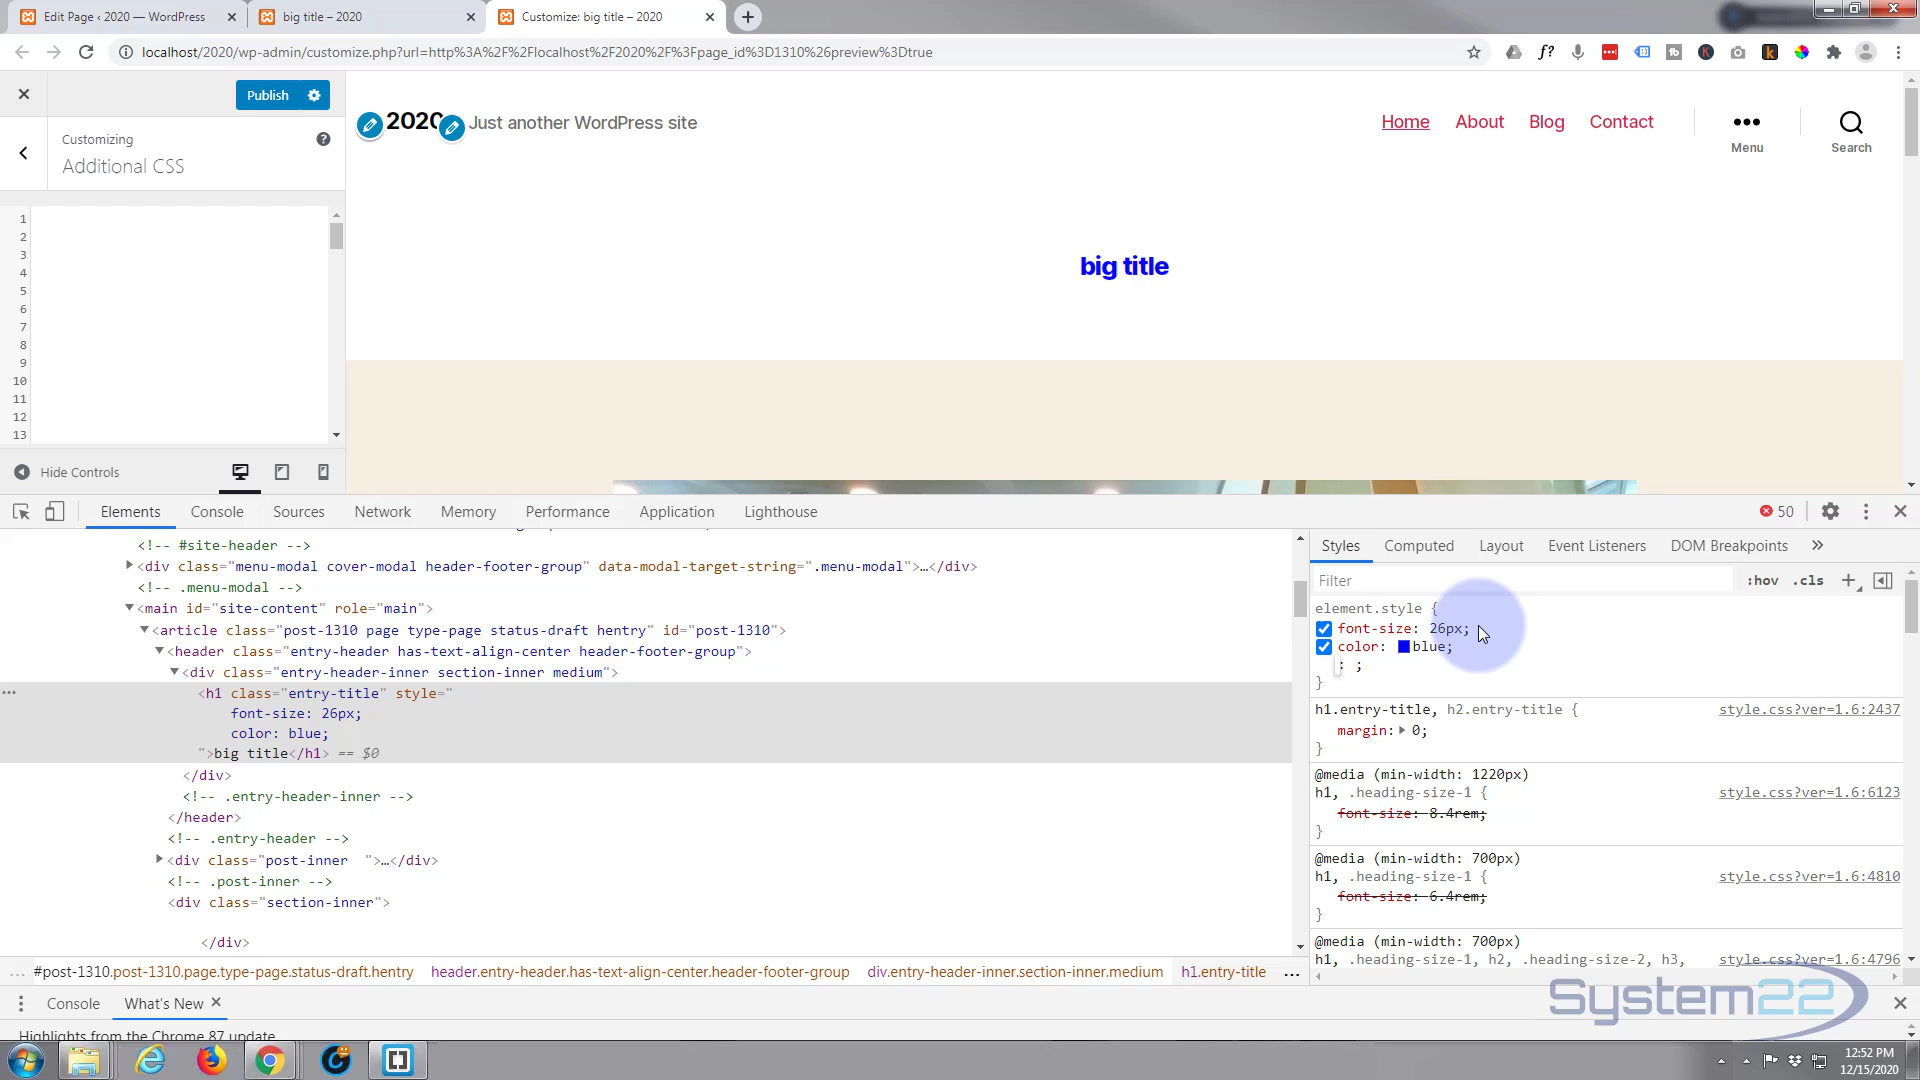 Edit Page ‹ 2020 — WordPress
big title – 2020
Customize: big title – 2020
localhost/2020/wp-admin/customize.php?url=http%3A%2F%2Flocalhost%2F2020%2F%3Fpage_id%3D1310%26preview%3Dtrue
Publish
Customizing
Additional CSS
1
2
3
4
5
6
7
8
9
10
11
12
13
Hide Controls
2020
Just another WordPress site
Home About Blog Contact
Menu
Search
big title
Elements Console Sources Network Memory Performance Application Lighthouse
50
<!-- #site-header -->
<div class="menu-modal cover-modal header-footer-group" data-modal-target-string=".menu-modal">…</div>
<!-- .menu-modal -->
<main id="site-content" role="main">
<article class="post-1310 page type-page status-draft hentry" id="post-1310">
<header class="entry-header has-text-align-center header-footer-group">
<div class="entry-header-inner section-inner medium">
<h1 class="entry-title" style="
font-size: 26px;
color: blue;
">big title</h1> == $0
</div>
<!-- .entry-header-inner -->
</header>
<!-- .entry-header -->
<div class="post-inner  ">…</div>
<!-- .post-inner -->
<div class="section-inner">
</div>
... #post-1310.post-1310.page.type-page.status-draft.hentry header.entry-header.has-text-align-center.header-footer-group div.entry-header-inner.section-inner.medium h1.entry-title ...
Styles Computed Layout Event Listeners DOM Breakpoints »
Filter
:hov .cls +
element.style {
font-size: 26px;
color: blue;
: ;
}
h1.entry-title, h2.entry-title {
style.css?ver=1.6:2437
margin: 0;
}
@media (min-width: 1220px)
h1, .heading-size-1 {
style.css?ver=1.6:6123
font-size: 8.4rem;
}
@media (min-width: 700px)
h1, .heading-size-1 {
style.css?ver=1.6:4810
font-size: 6.4rem;
}
@media (min-width: 700px)
h1, .heading-size-1, h2, .heading-size-2, h3,
style.css?ver=1.6:4796
Console What's New
Highlights from the Chrome 87 update
System22
12:52 PM
12/15/2020